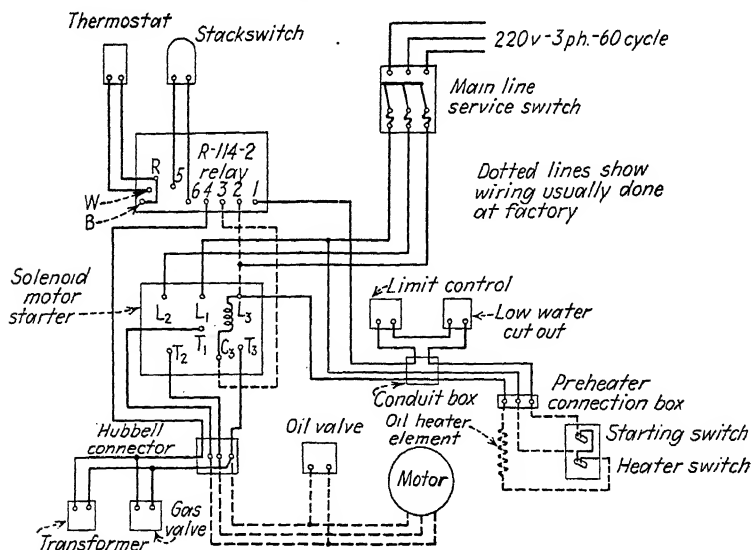 Thermostat
Stackswitch
220v-3ph.-60 cycle
Main line
service switch
R-114-2
relay
R
5
W
B
6 4 3 2 1
Dotted lines show
wiring usually done
at factory
Solenoid
motor
starter
L2 L1 L3
T1
T2 C3 T3
Limit control
Low water
cut out
Conduit box
Preheater
connection box
Oil heater
element
Starting switch
Heater switch
Hubbell
connector
Oil valve
Motor
Gas
valve
Transformer